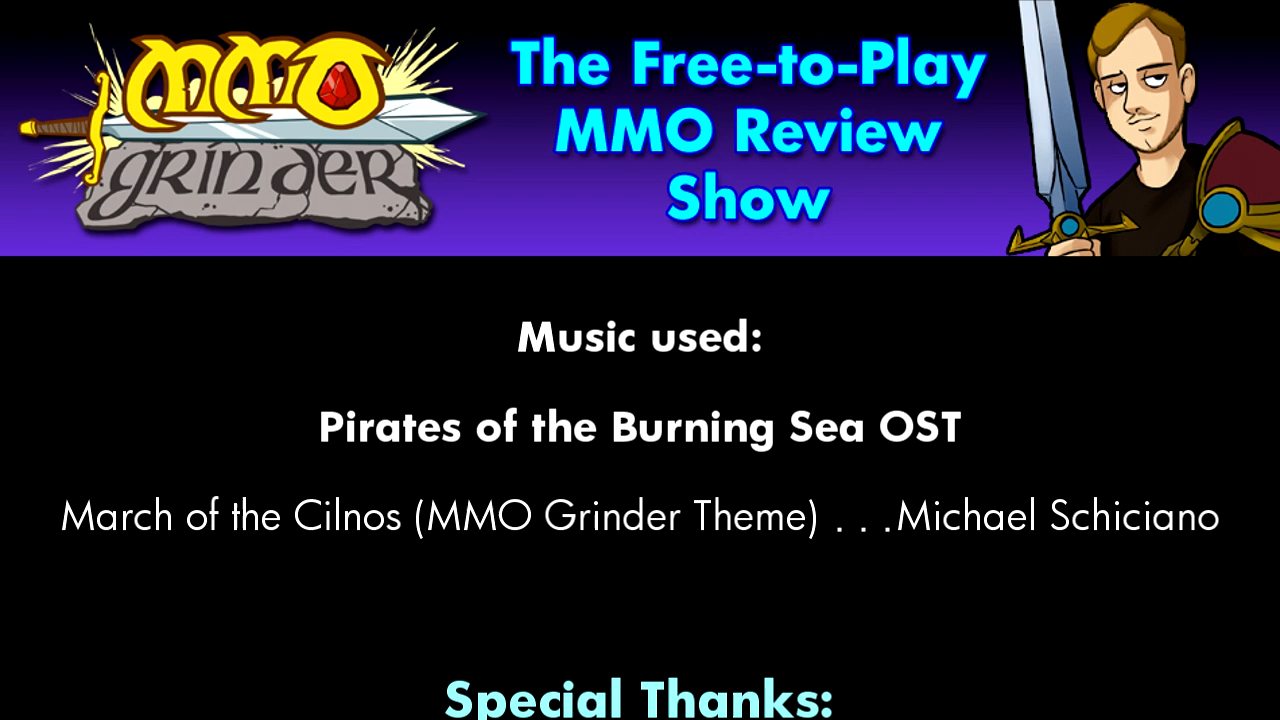 MMO
grinder
The Free-to-Play
MMO Review
Show
Music used:
Pirates of the Burning Sea OST
March of the Cilnos (MMO Grinder Theme) . . .Michael Schiciano
Special Thanks: